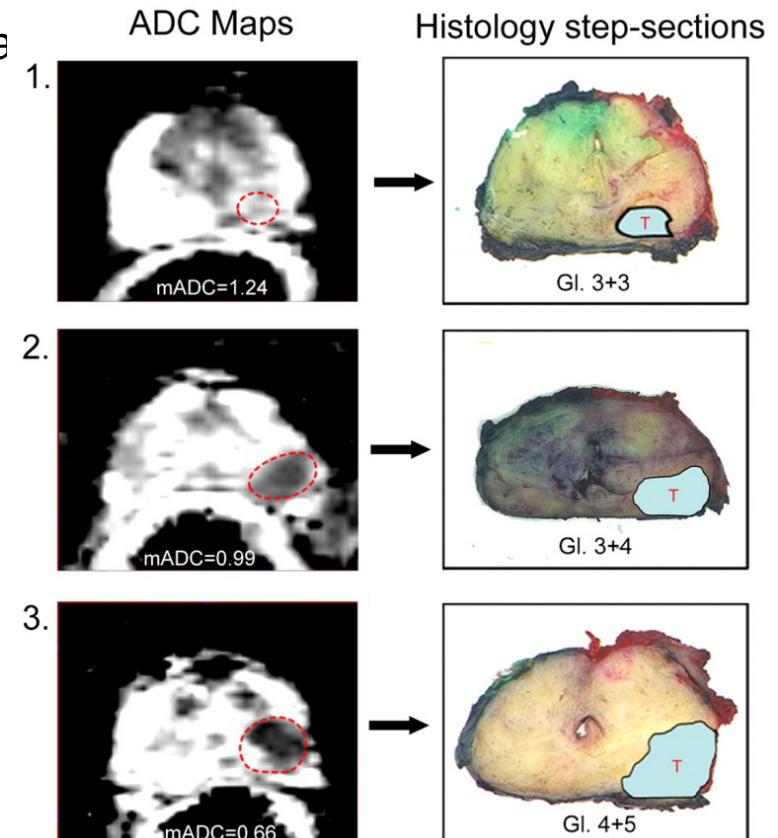 ADC Maps
Histology step-sections
1.
mADC=1.24
T
Gl. 3+3
2.
mADC=0.99
T
Gl. 3+4
3.
mADC=0.66
T
Gl. 4+5